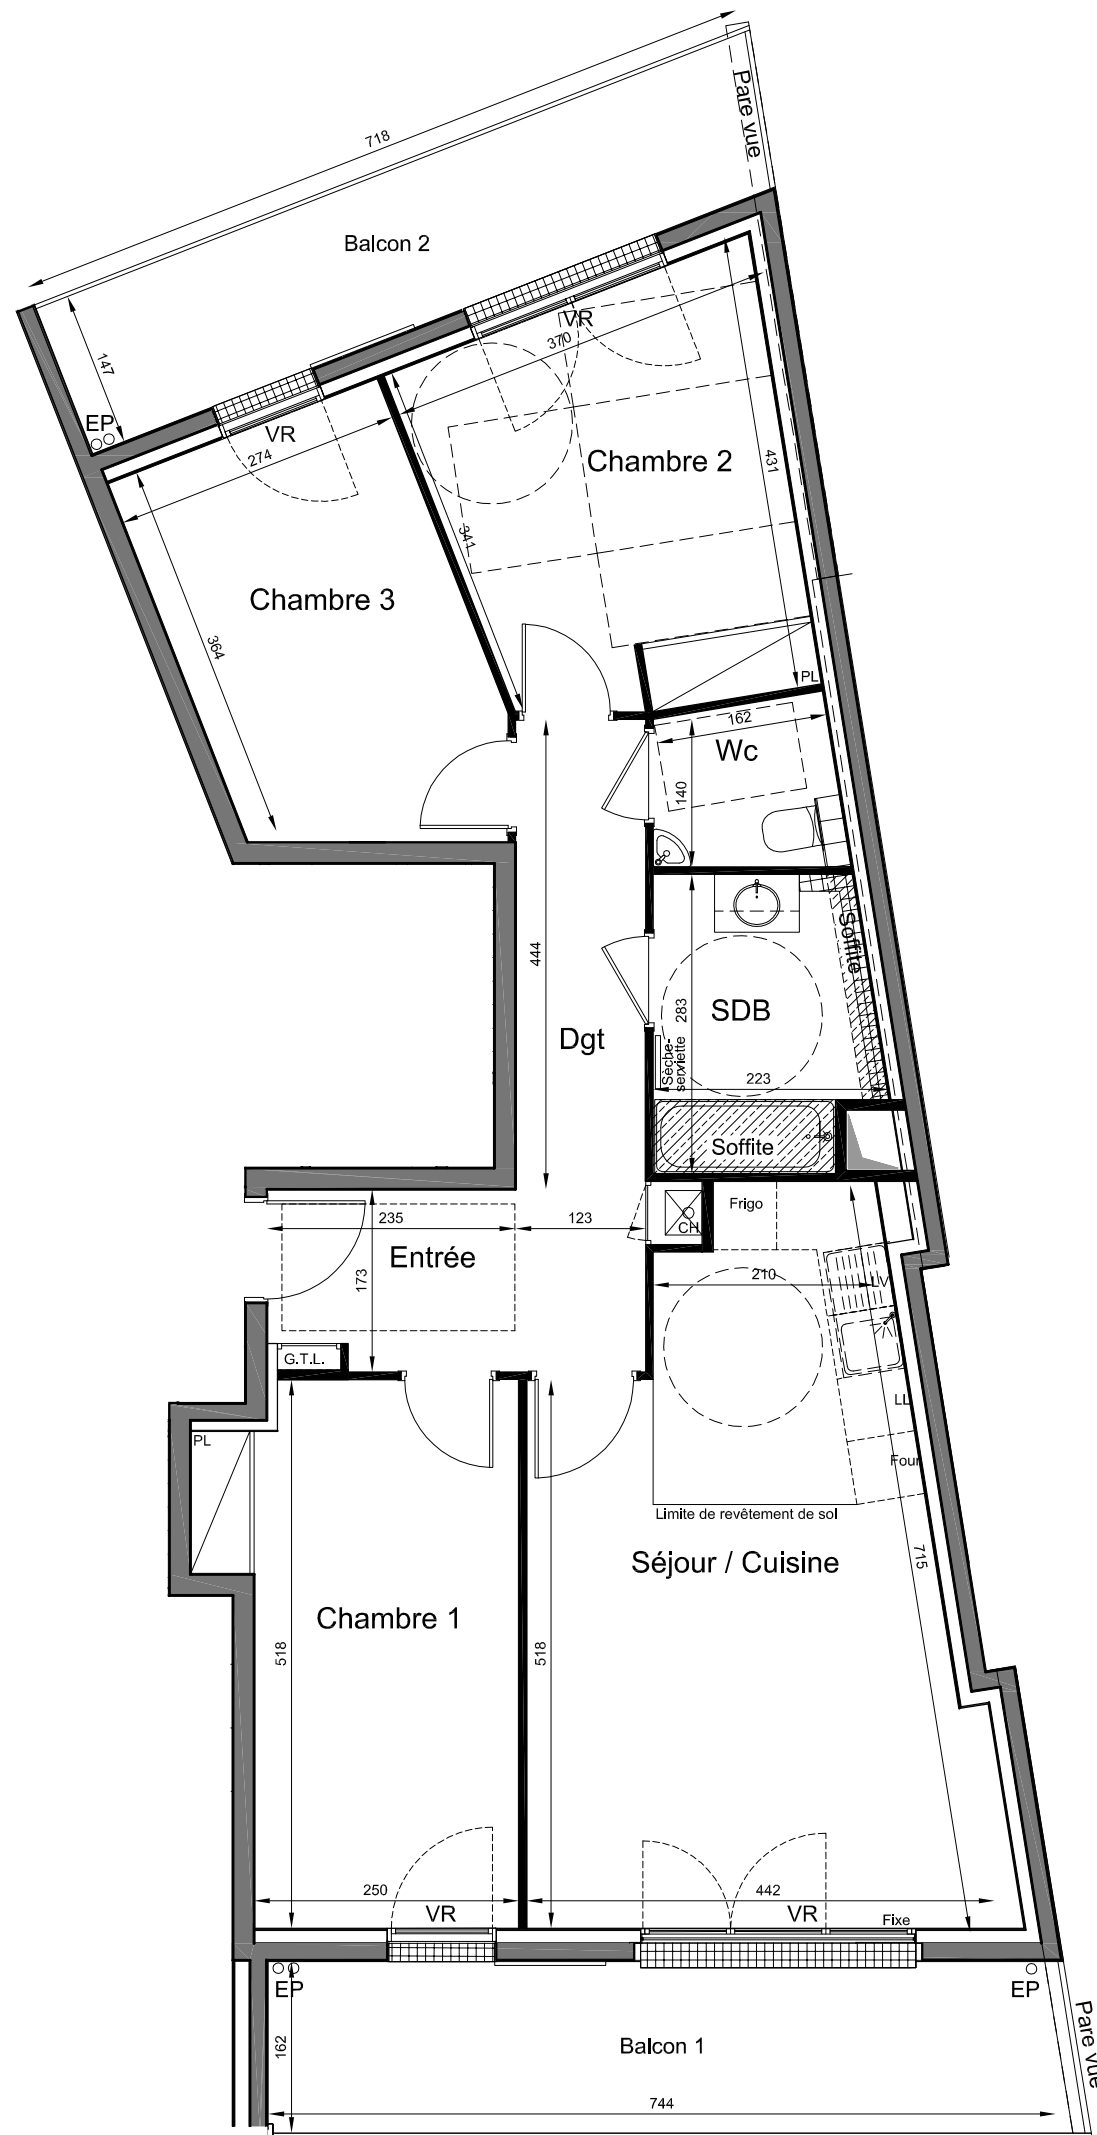 718
Pare vue
Balcon 2
147
EP
VR
370
VR
274
Chambre 2
431
341
Chambre 3
364
PL
162
Wc
140
444
Soffite
283
SDB
Dgt
Sèche-
serviette
223
Soffite
Frigo
CH
235
123
Entrée
210
LV
173
G.T.L.
LL
PL
Four
Limite de revêtement de sol
715
Séjour / Cuisine
Chambre 1
518
518
250
442
VR
VR
Fixe
EP
EP
162
Balcon 1
Pare vue
744